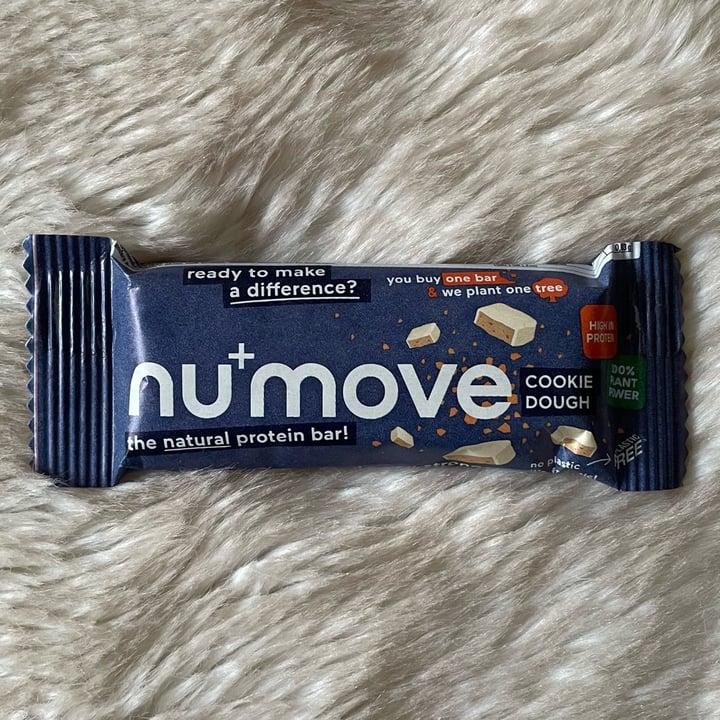 ready to make
a difference?
you buy one bar
& we plant one tree
HIGH IN
PROTEIN
nu+move
COOKIE
DOUGH
100%
PLANT
POWER
the natural protein bar!
strong
no plastic
PLASTIC
FREE